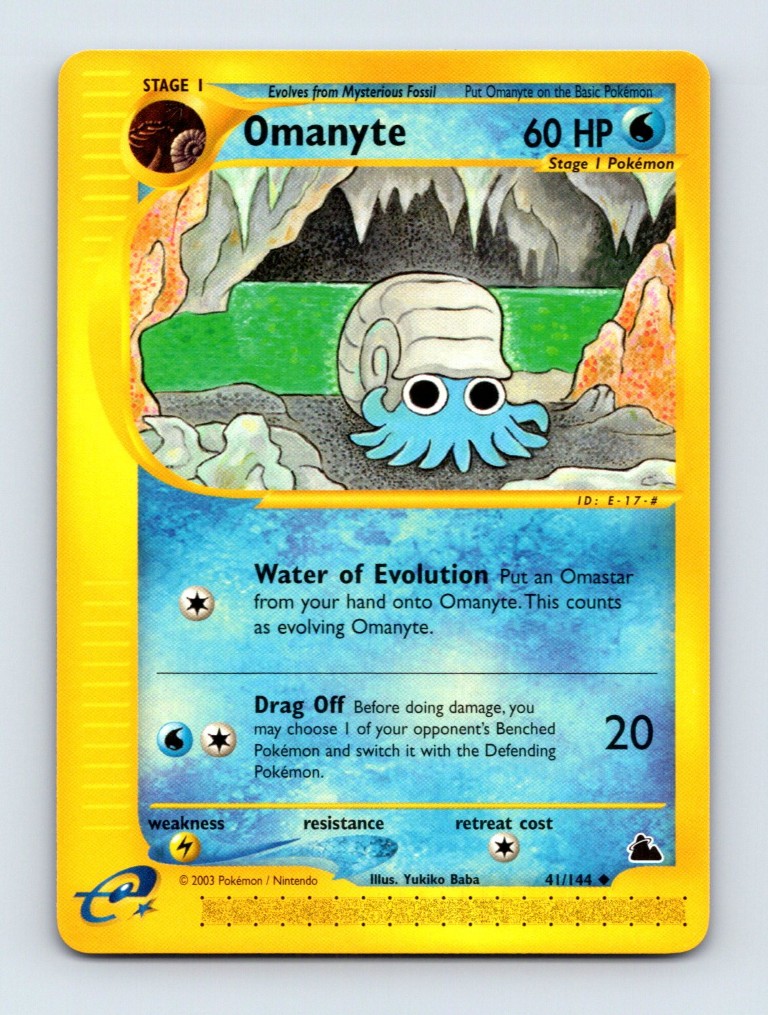 STAGE 1
Evolves from Mysterious Fossil Put Omanyte on the Basic Pokémon
Omanyte 60 HP
Stage 1 Pokémon
ID: E-17-#
Water of Evolution Put an Omastar
from your hand onto Omanyte. This counts
as evolving Omanyte.
Drag Off Before doing damage, you
may choose 1 of your opponent's Benched
Pokémon and switch it with the Defending
Pokémon.
20
weakness resistance retreat cost
© 2003 Pokémon / Nintendo Illus. Yukiko Baba 41/144
e